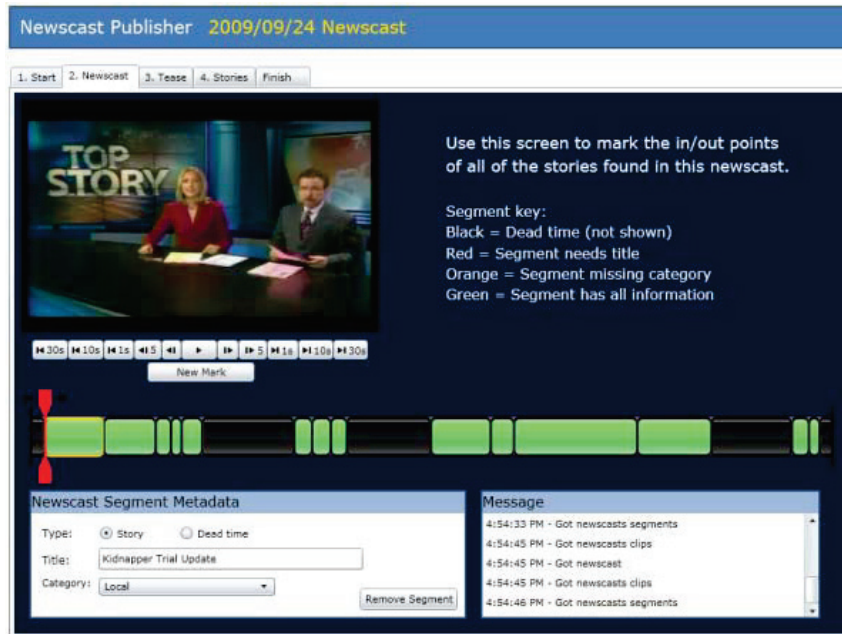 Newscast Publisher 2009/09/24 Newscast
1. Start 2. Newscast 3. Tease 4. Stories Finish
TOP
STORY
Use this screen to mark the in/out points
of all of the stories found in this newscast.
Segment key:
Black = Dead time (not shown)
Red = Segment needs title
Orange = Segment missing category
Green = Segment has all information
30s 10s 1s .5 5 1s 10s 30s
New Mark
Newscast Segment Metadata
Type: Story Dead time
Title: Kidnapper Trial Update
Category: Local
Remove Segment
Message
4:54:33 PM - Got newscasts segments
4:54:45 PM - Got newscasts clips
4:54:45 PM - Got newscast
4:54:45 PM - Got newscasts clips
4:54:46 PM - Got newscasts segments